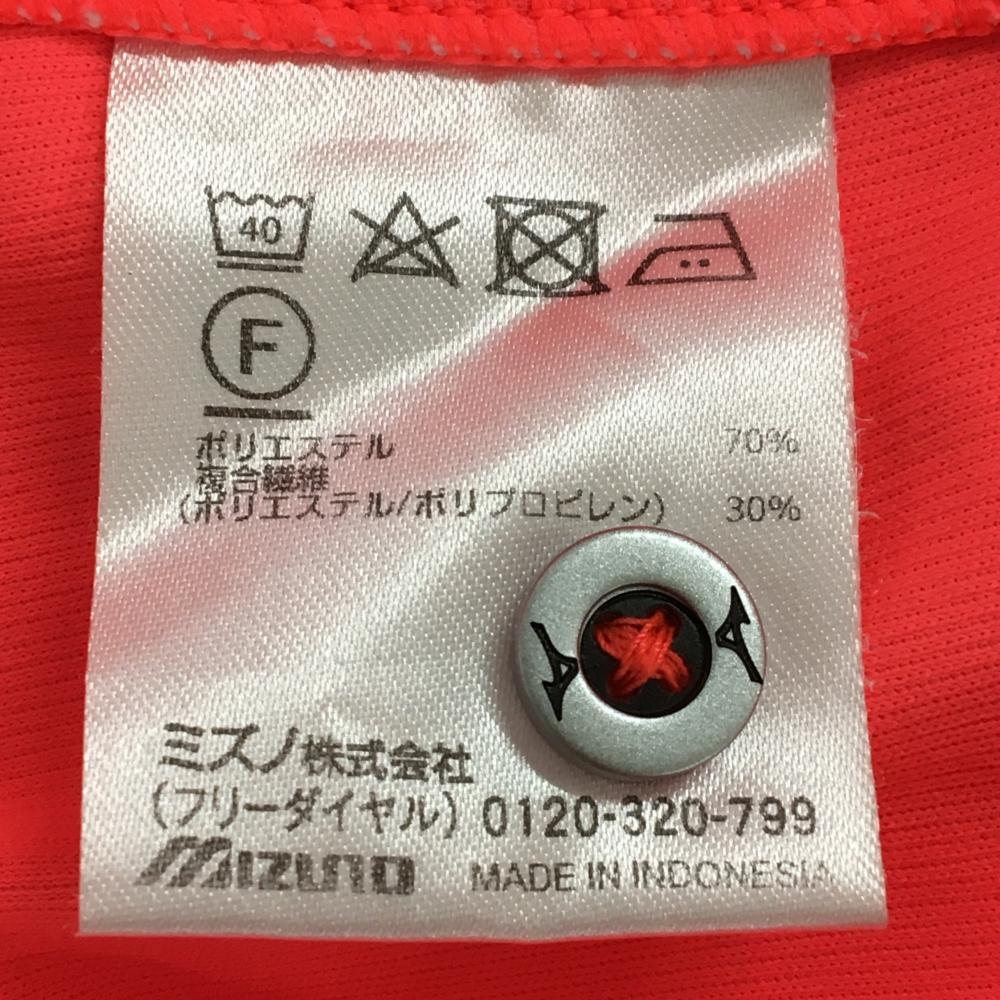 40
F
ポリエステル 70%
複合繊維
(ポリエステル/ポリプロピレン) 30%
ミズノ株式会社
(フリーダイヤル) 0120-320-799
MIZUNO MADE IN INDONESIA